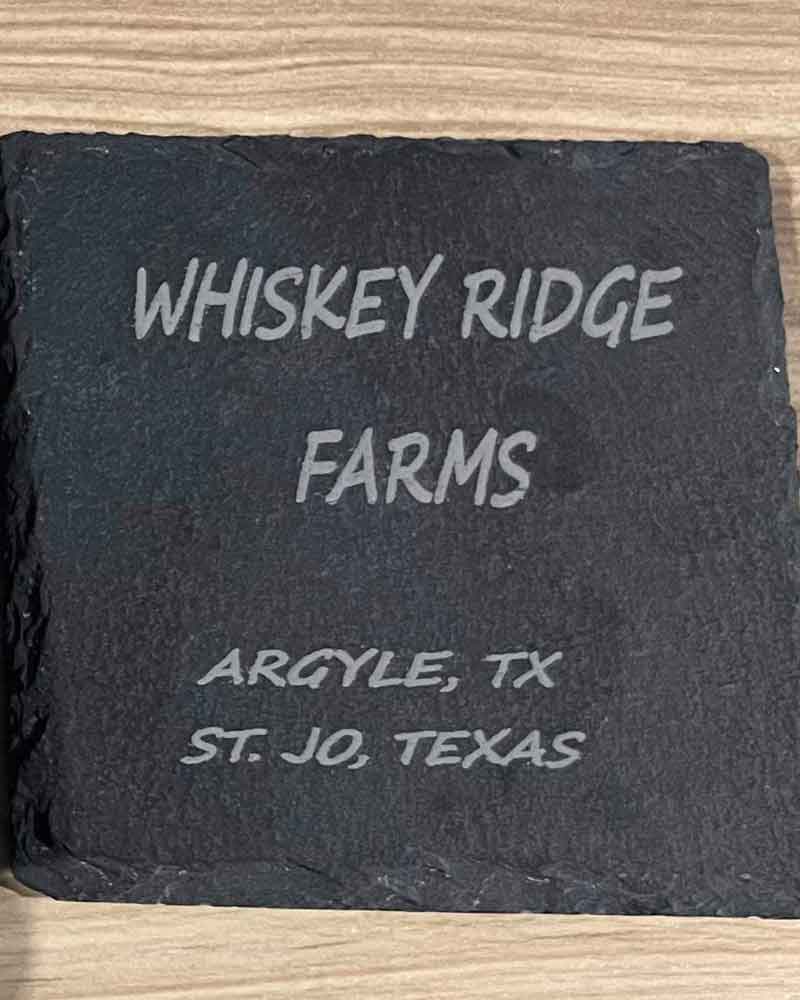 WHISKEY RIDGE
FARMS
ARGYLE, TX
ST. JO, TEXAS